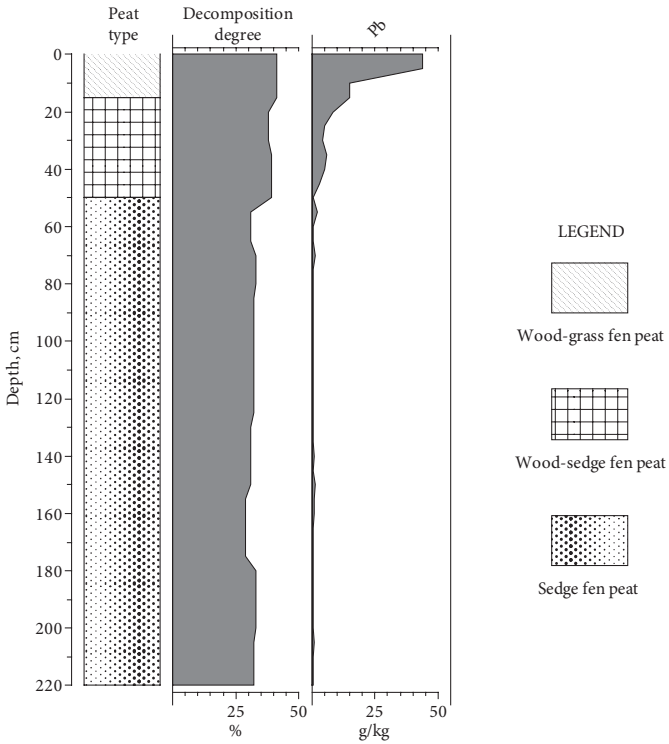 Peat
type
Decomposition
degree
Pb
0
20
40
60
80
100
120
140
160
180
200
220
Depth, cm
25
50
%
25
50
g/kg
LEGEND
Wood-grass fen peat
Wood-sedge fen peat
Sedge fen peat